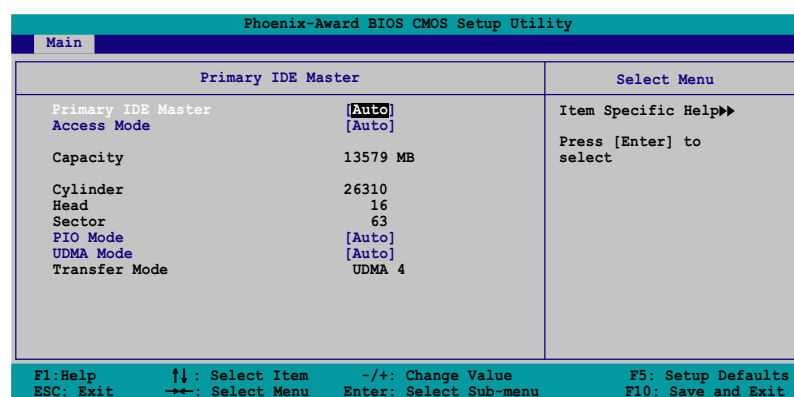 Phoenix-Award BIOS CMOS Setup Utility
Main
Primary IDE Master
Select Menu
Primary IDE Master [Auto]
Access Mode [Auto]
Capacity 13579 MB
Cylinder 26310
Head 16
Sector 63
PIO Mode [Auto]
UDMA Mode [Auto]
Transfer Mode UDMA 4
Item Specific Help▶▶
Press [Enter] to
select
F1:Help ↑↓: Select Item -/+: Change Value F5: Setup Defaults
ESC: Exit →←: Select Menu Enter: Select Sub-menu F10: Save and Exit